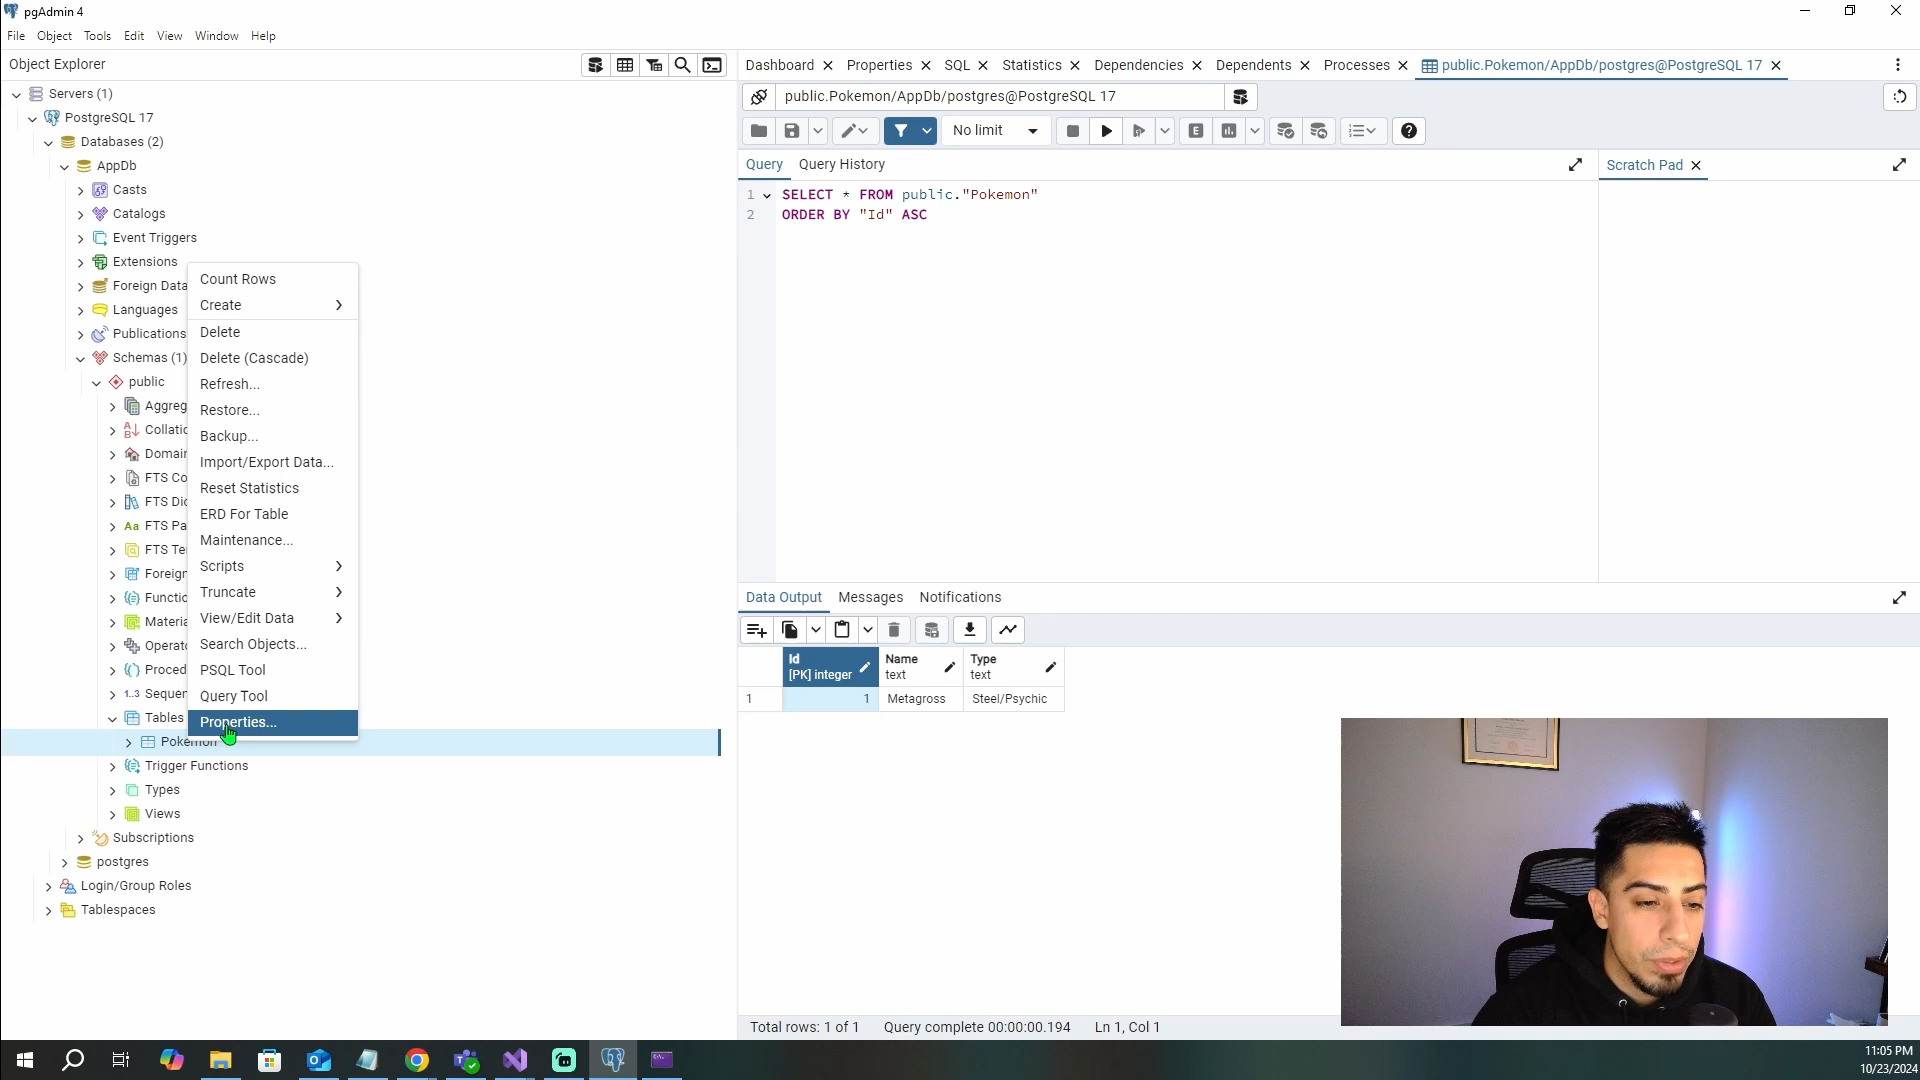 pgAdmin 4
File Object Tools Edit View Window Help
Object Explorer
Servers (1)
PostgreSQL 17
Databases (2)
AppDb
Casts
Catalogs
Event Triggers
Extensions
Foreign Data
Languages
Publications
Schemas (1)
public
Aggreg
Collatio
Domain
FTS Co
FTS Dic
FTS Pa
FTS Te
Foreign
Functio
Materia
Operato
Proced
1..3 Sequen
Tables
Pokemon
Trigger Functions
Types
Views
Subscriptions
postgres
Login/Group Roles
Tablespaces
Count Rows
Create
Delete
Delete (Cascade)
Refresh...
Restore...
Backup...
Import/Export Data...
Reset Statistics
ERD For Table
Maintenance...
Scripts
Truncate
View/Edit Data
Search Objects...
PSQL Tool
Query Tool
Properties...
Dashboard Properties SQL Statistics Dependencies Dependents Processes public.Pokemon/AppDb/postgres@PostgreSQL 17
public.Pokemon/AppDb/postgres@PostgreSQL 17
No limit
Query Query History
Scratch Pad
1 SELECT * FROM public."Pokemon"
2 ORDER BY "Id" ASC
Data Output Messages Notifications
Id Name Type
[PK] integer text text
1 1 Metagross Steel/Psychic
Total rows: 1 of 1 Query complete 00:00:00.194 Ln 1, Col 1
11:05 PM
10/23/2024